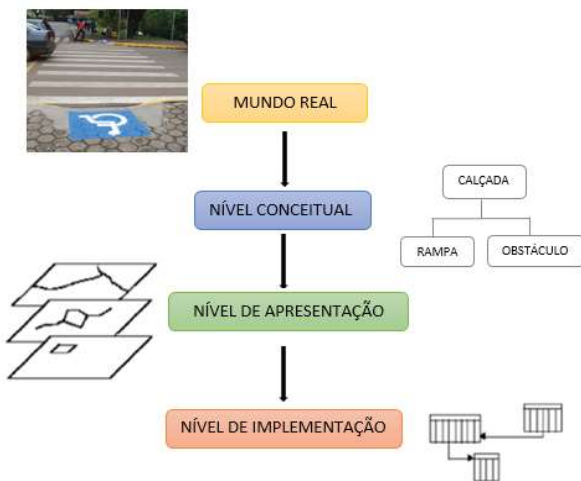 MUNDO REAL
NÍVEL CONCEITUAL
CALÇADA
RAMPA
OBSTÁCULO
NÍVEL DE APRESENTAÇÃO
NÍVEL DE IMPLEMENTAÇÃO